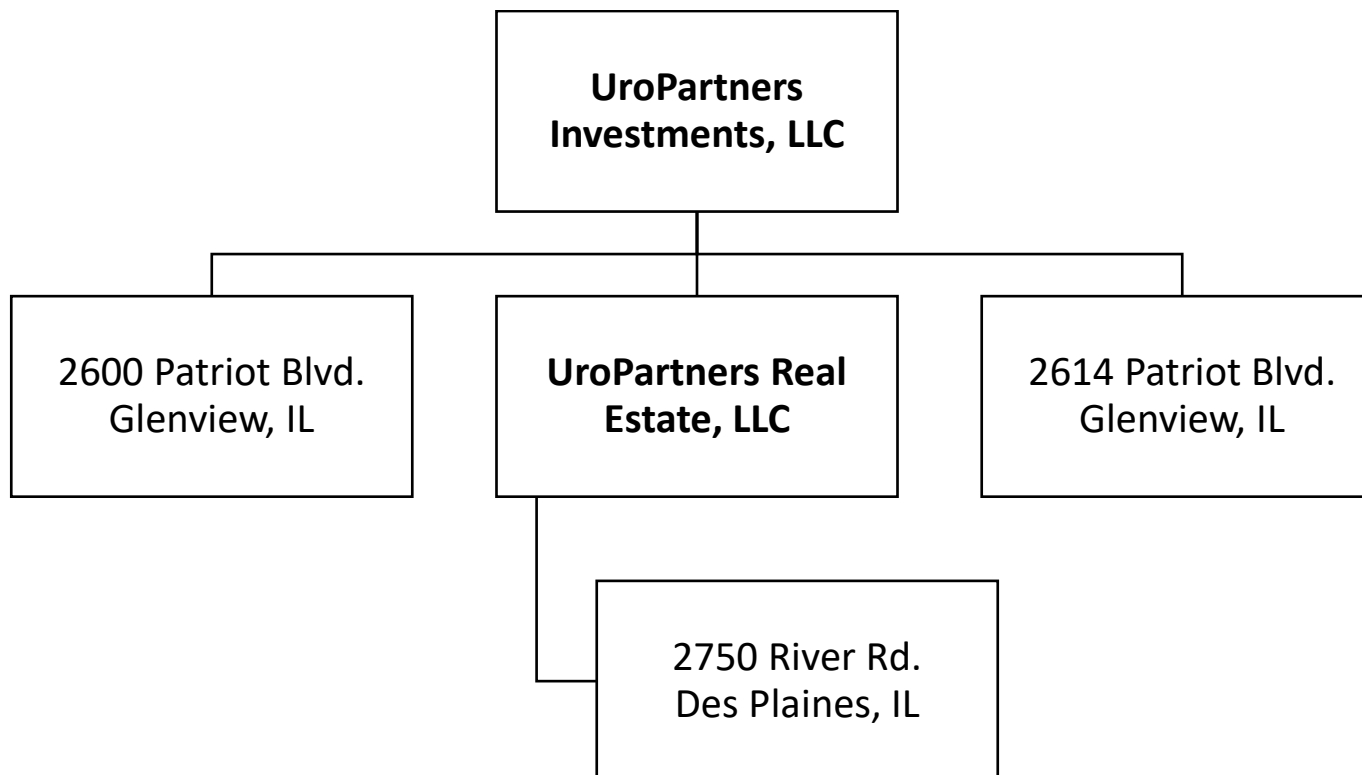 UroPartners
Investments, LLC
2600 Patriot Blvd.
Glenview, IL
UroPartners Real
Estate, LLC
2614 Patriot Blvd.
Glenview, IL
2750 River Rd.
Des Plaines, IL